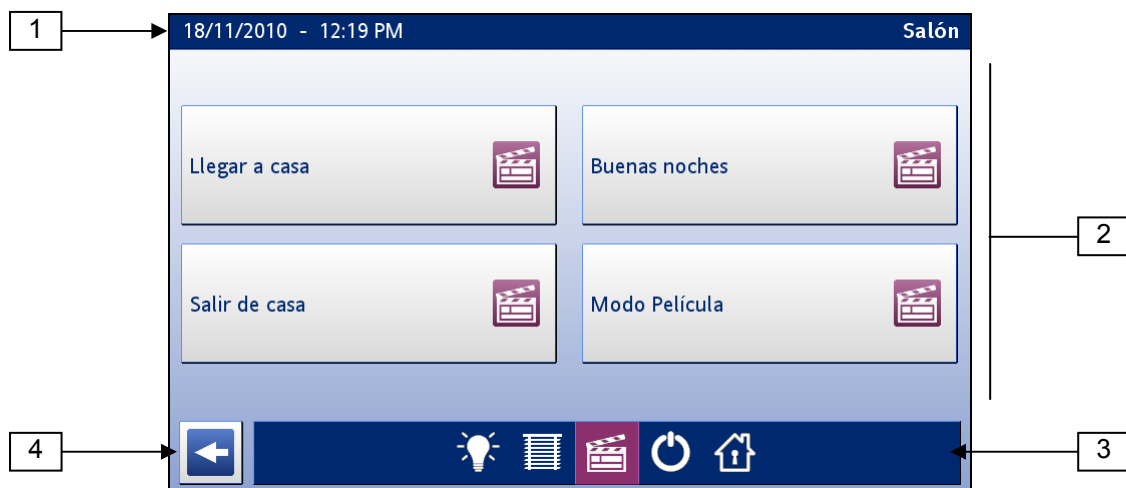 1
18/11/2010 - 12:19 PM
Salón
Llegar a casa
Buenas noches
2
Salir de casa
Modo Película
4
3